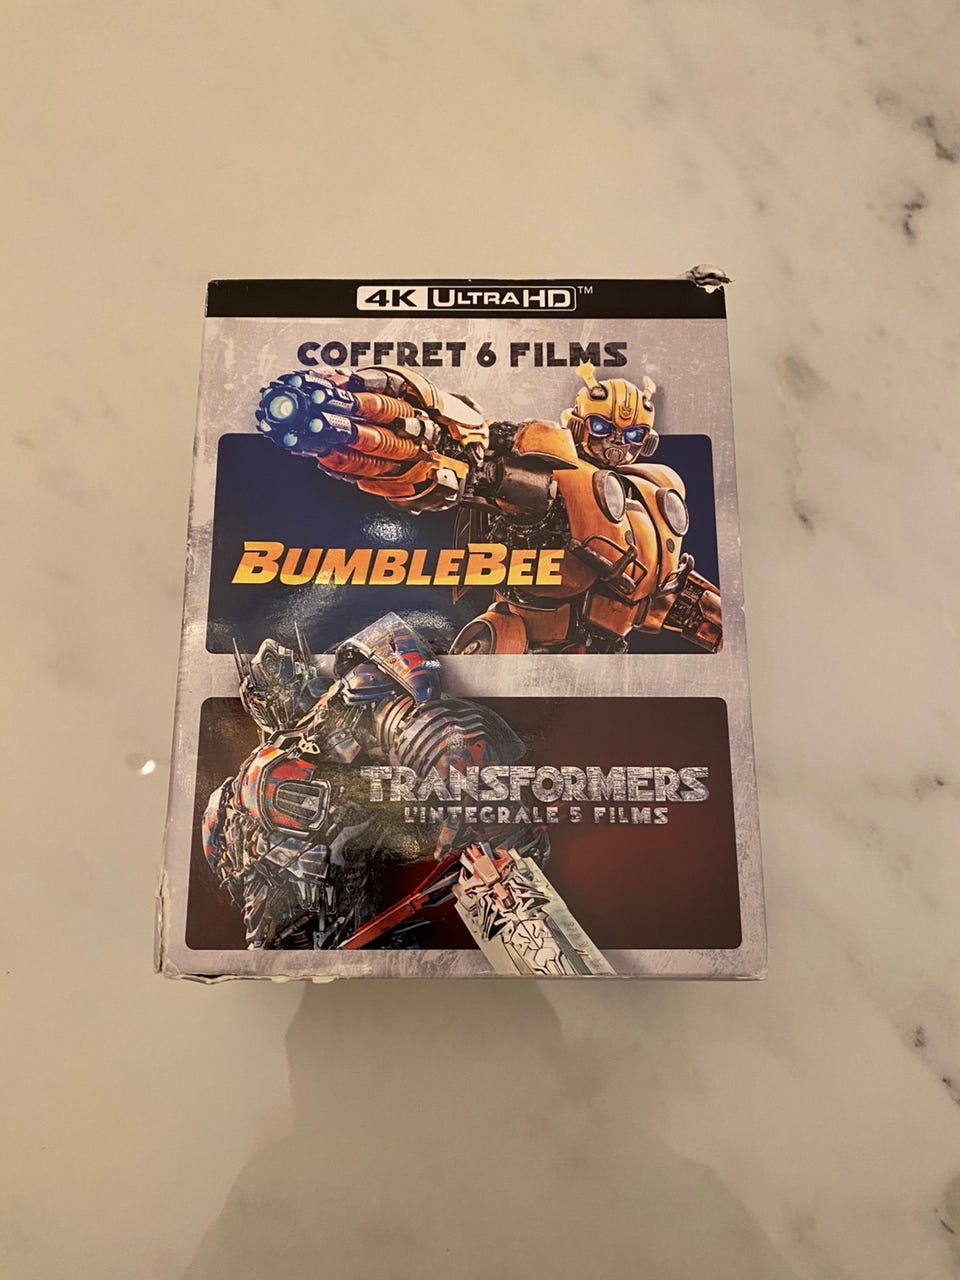 4K ULTRA HD™
COFFRET 6 FILMS
BUMBLEBEE
TRANSFORMERS
L'INTEGRALE 5 FILMS